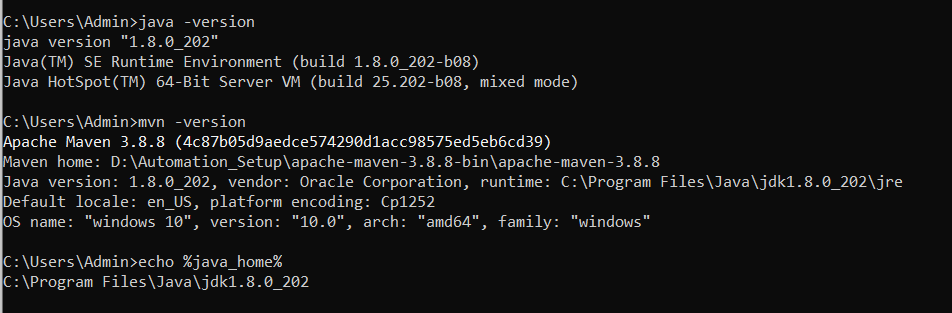 C:\Users\Admin>java -version
java version "1.8.0_202"
Java(TM) SE Runtime Environment (build 1.8.0_202-b08)
Java HotSpot(TM) 64-Bit Server VM (build 25.202-b08, mixed mode)
C:\Users\Admin>mvn -version
Apache Maven 3.8.8 (4c87b05d9aedce574290d1acc98575ed5eb6cd39)
Maven home: D:\Automation_Setup\apache-maven-3.8.8-bin\apache-maven-3.8.8
Java version: 1.8.0_202, vendor: Oracle Corporation, runtime: C:\Program Files\Java\jdk1.8.0_202\jre
Default locale: en_US, platform encoding: Cp1252
OS name: "windows 10", version: "10.0", arch: "amd64", family: "windows"
C:\Users\Admin>echo %java_home%
C:\Program Files\Java\jdk1.8.0_202